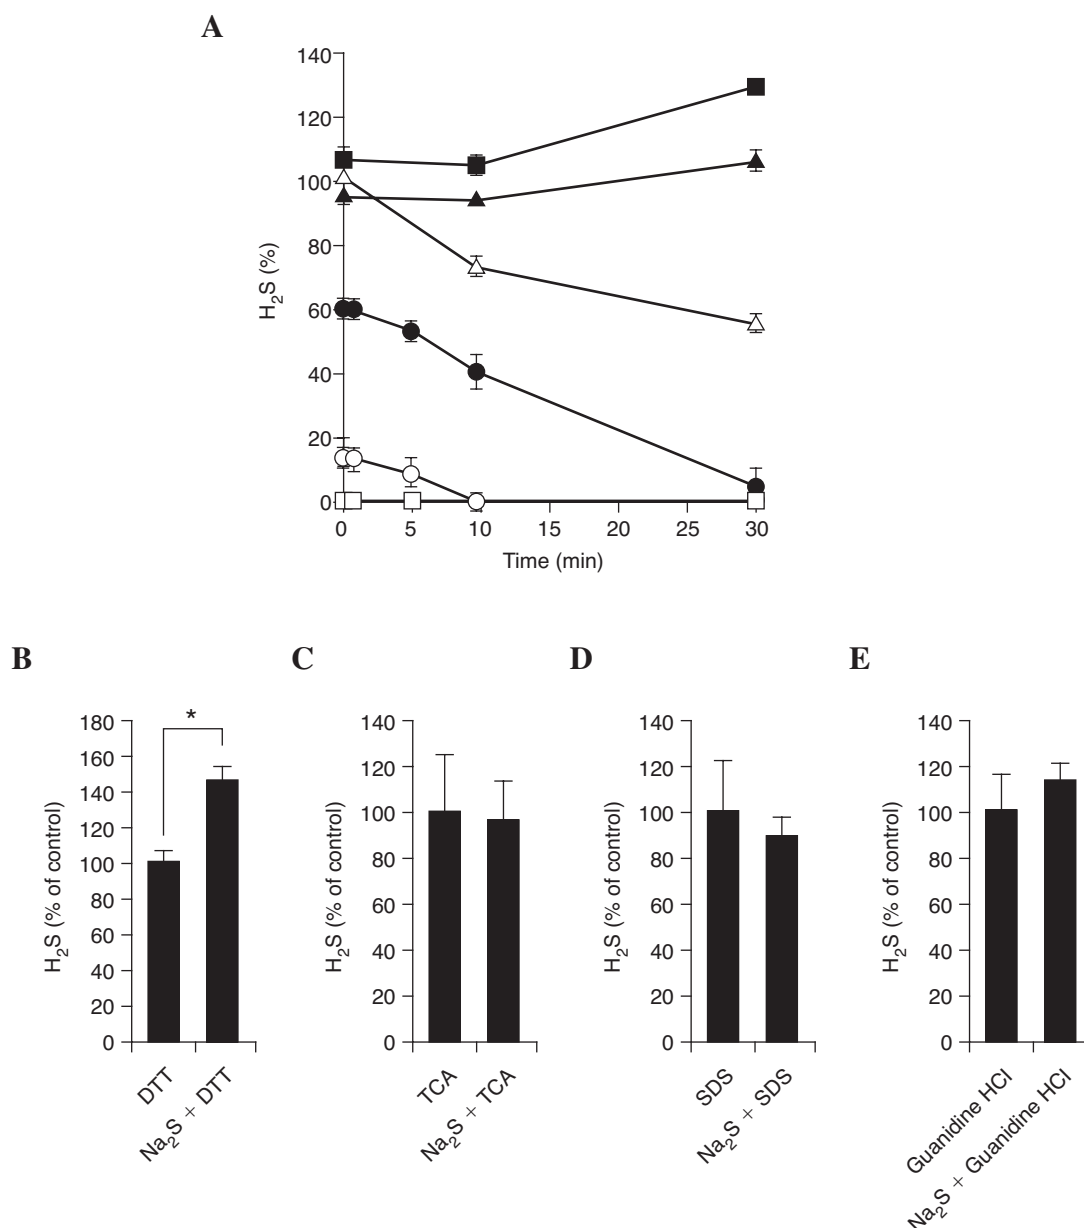 A
140
120
100
80
60
40
20
0
H₂S (%)
0 5 10 15 20 25 30
Time (min)
B
180
160
140
120
100
80
60
40
20
0
H₂S (% of control)
*
DTT
Na₂S + DTT
C
140
120
100
80
60
40
20
0
H₂S (% of control)
TCA
Na₂S + TCA
D
140
120
100
80
60
40
20
0
H₂S (% of control)
SDS
Na₂S + SDS
E
140
120
100
80
60
40
20
0
H₂S (% of control)
Guanidine HCl
Na₂S + Guanidine HCl